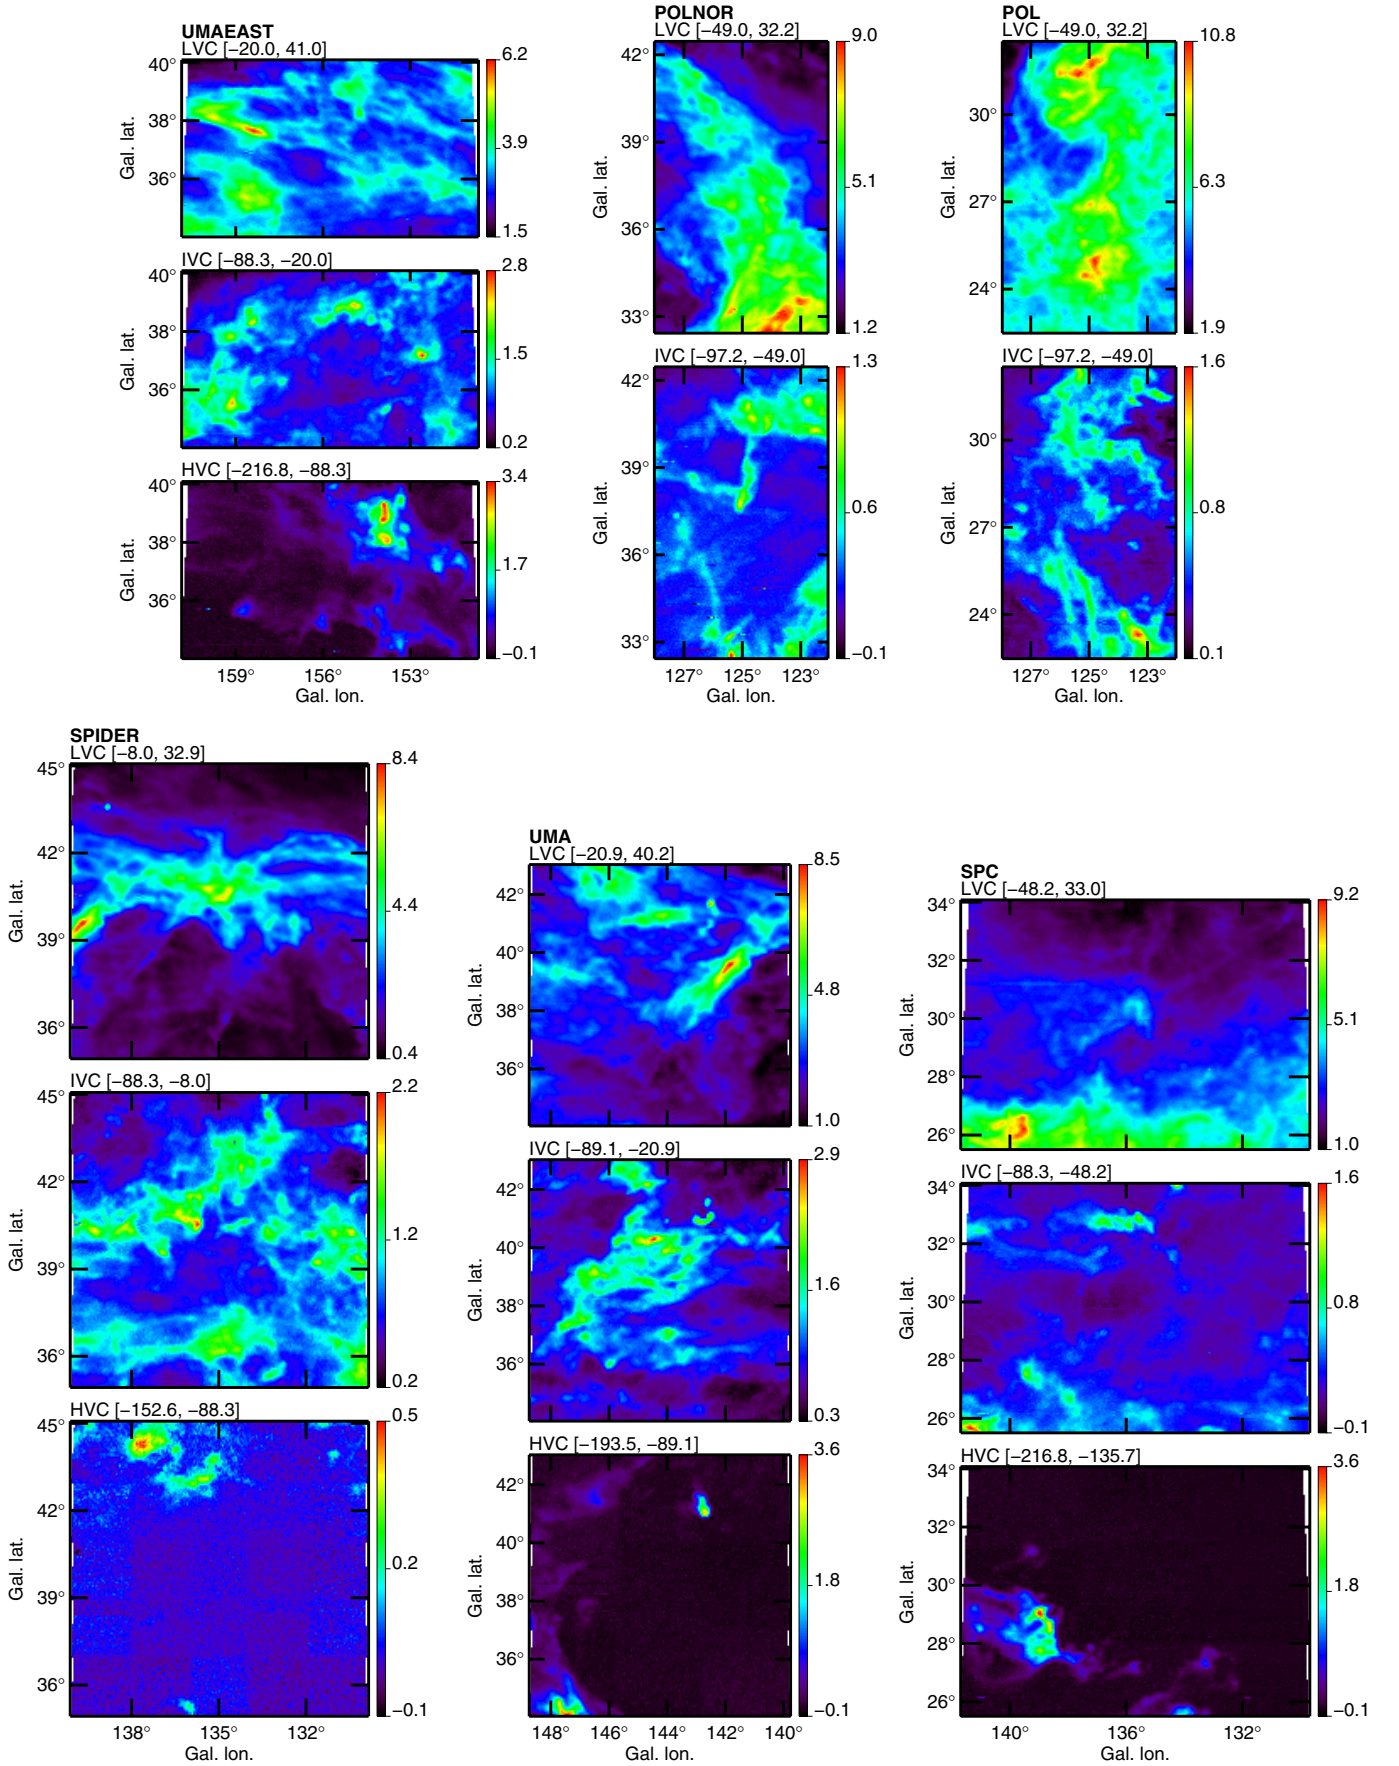 UMAEAST
LVC [−20.0, 41.0]
40°
38°
36°
Gal. lat.
6.2
3.9
1.5
IVC [−88.3, −20.0]
40°
38°
36°
Gal. lat.
2.8
1.5
0.2
HVC [−216.8, −88.3]
40°
38°
36°
Gal. lat.
3.4
1.7
−0.1
159° 156° 153°
Gal. lon.
POLNOR
LVC [−49.0, 32.2]
42°
39°
36°
33°
Gal. lat.
9.0
5.1
1.2
IVC [−97.2, −49.0]
42°
39°
36°
33°
Gal. lat.
1.3
0.6
−0.1
127° 125° 123°
Gal. lon.
POL
LVC [−49.0, 32.2]
30°
27°
24°
Gal. lat.
10.8
6.3
1.9
IVC [−97.2, −49.0]
30°
27°
24°
Gal. lat.
1.6
0.8
0.1
127° 125° 123°
Gal. lon.
SPIDER
LVC [−8.0, 32.9]
45°
42°
39°
36°
Gal. lat.
8.4
4.4
0.4
IVC [−88.3, −8.0]
45°
42°
39°
36°
Gal. lat.
2.2
1.2
0.2
HVC [−152.6, −88.3]
45°
42°
39°
36°
Gal. lat.
0.5
0.2
−0.1
138° 135° 132°
Gal. lon.
UMA
LVC [−20.9, 40.2]
42°
40°
38°
36°
Gal. lat.
8.5
4.8
1.0
IVC [−89.1, −20.9]
42°
40°
38°
36°
Gal. lat.
2.9
1.6
0.3
HVC [−193.5, −89.1]
42°
40°
38°
36°
Gal. lat.
3.6
1.8
−0.1
148° 146° 144° 142° 140°
Gal. lon.
SPC
LVC [−48.2, 33.0]
34°
32°
30°
28°
26°
Gal. lat.
9.2
5.1
1.0
IVC [−88.3, −48.2]
34°
32°
30°
28°
26°
Gal. lat.
1.6
0.8
−0.1
HVC [−216.8, −135.7]
34°
32°
30°
28°
26°
Gal. lat.
3.6
1.8
−0.1
140° 136° 132°
Gal. lon.